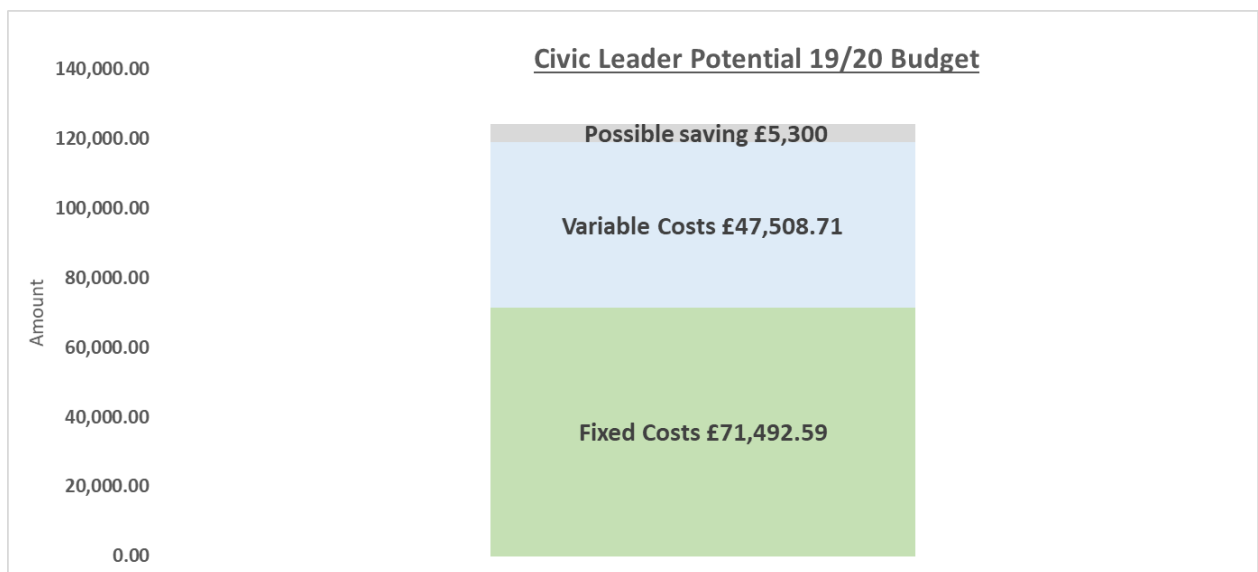 Civic Leader Potential 19/20 Budget
140,000.00
120,000.00
100,000.00
80,000.00
60,000.00
40,000.00
20,000.00
0.00
Amount
Possible saving £5,300
Variable Costs £47,508.71
Fixed Costs £71,492.59